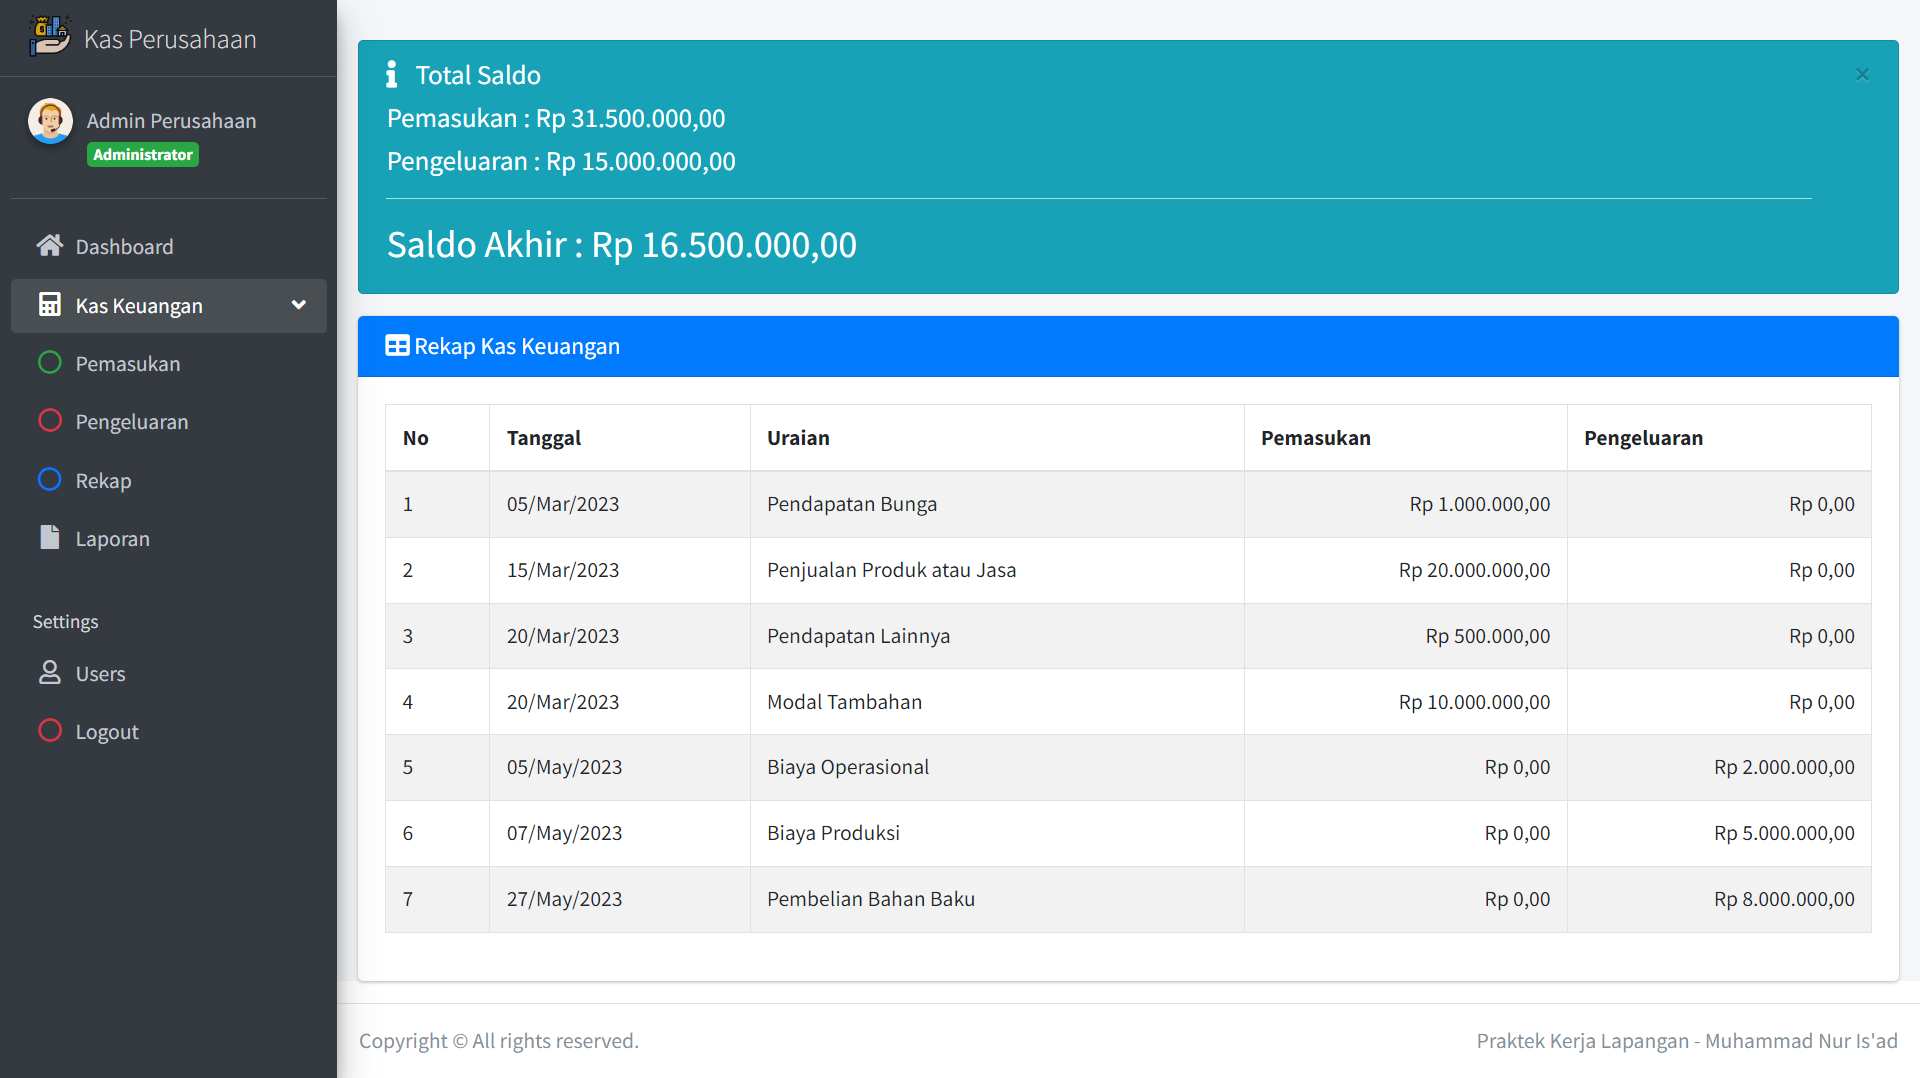 Kas Perusahaan
Admin Perusahaan
Administrator
Dashboard
Kas Keuangan
Pemasukan
Pengeluaran
Rekap
Laporan
Settings
Users
Logout
Total Saldo
×
Pemasukan : Rp 31.500.000,00
Pengeluaran : Rp 15.000.000,00
Saldo Akhir : Rp 16.500.000,00
Rekap Kas Keuangan
No Tanggal Uraian Pemasukan Pengeluaran
1 05/Mar/2023 Pendapatan Bunga Rp 1.000.000,00 Rp 0,00
2 15/Mar/2023 Penjualan Produk atau Jasa Rp 20.000.000,00 Rp 0,00
3 20/Mar/2023 Pendapatan Lainnya Rp 500.000,00 Rp 0,00
4 20/Mar/2023 Modal Tambahan Rp 10.000.000,00 Rp 0,00
5 05/May/2023 Biaya Operasional Rp 0,00 Rp 2.000.000,00
6 07/May/2023 Biaya Produksi Rp 0,00 Rp 5.000.000,00
7 27/May/2023 Pembelian Bahan Baku Rp 0,00 Rp 8.000.000,00
Copyright © All rights reserved.
Praktek Kerja Lapangan - Muhammad Nur Is'ad